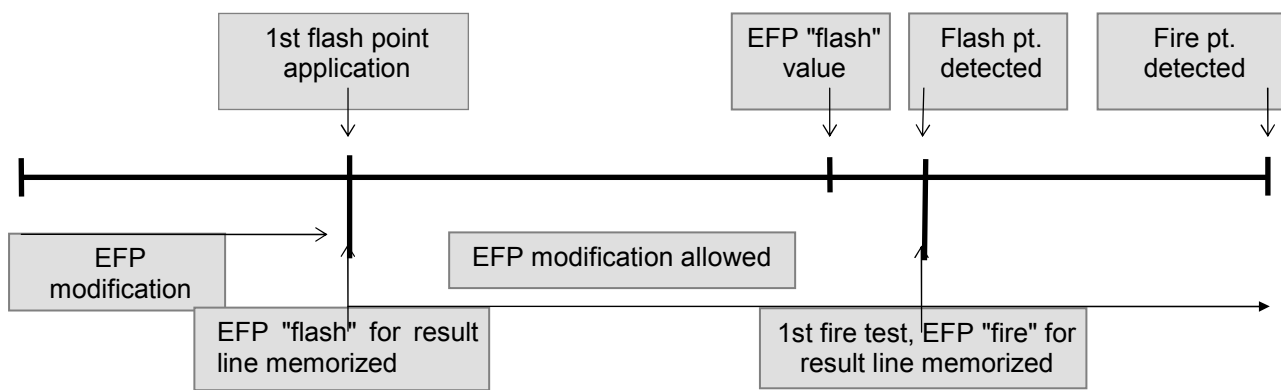 1st flash point
application
EFP "flash"
value
Flash pt.
detected
Fire pt.
detected
EFP
modification
EFP modification allowed
EFP "flash" for result
line memorized
1st fire test, EFP "fire" for
result line memorized